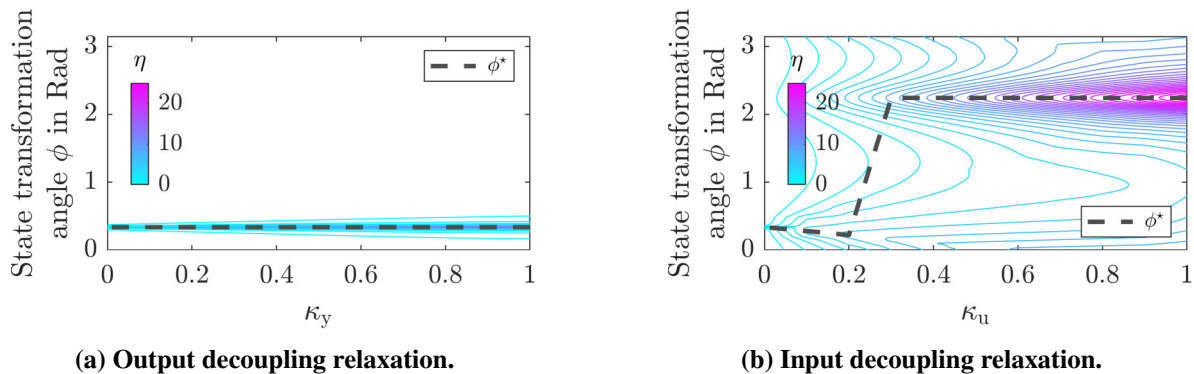 State transformation
angle ϕ in Rad
3
2
1
0
η
20
10
0
ϕ⋆
0
0.2
0.4
0.6
0.8
1
κy
(a) Output decoupling relaxation.
State transformation
angle ϕ in Rad
3
2
1
0
η
20
10
0
ϕ⋆
0
0.2
0.4
0.6
0.8
1
κu
(b) Input decoupling relaxation.